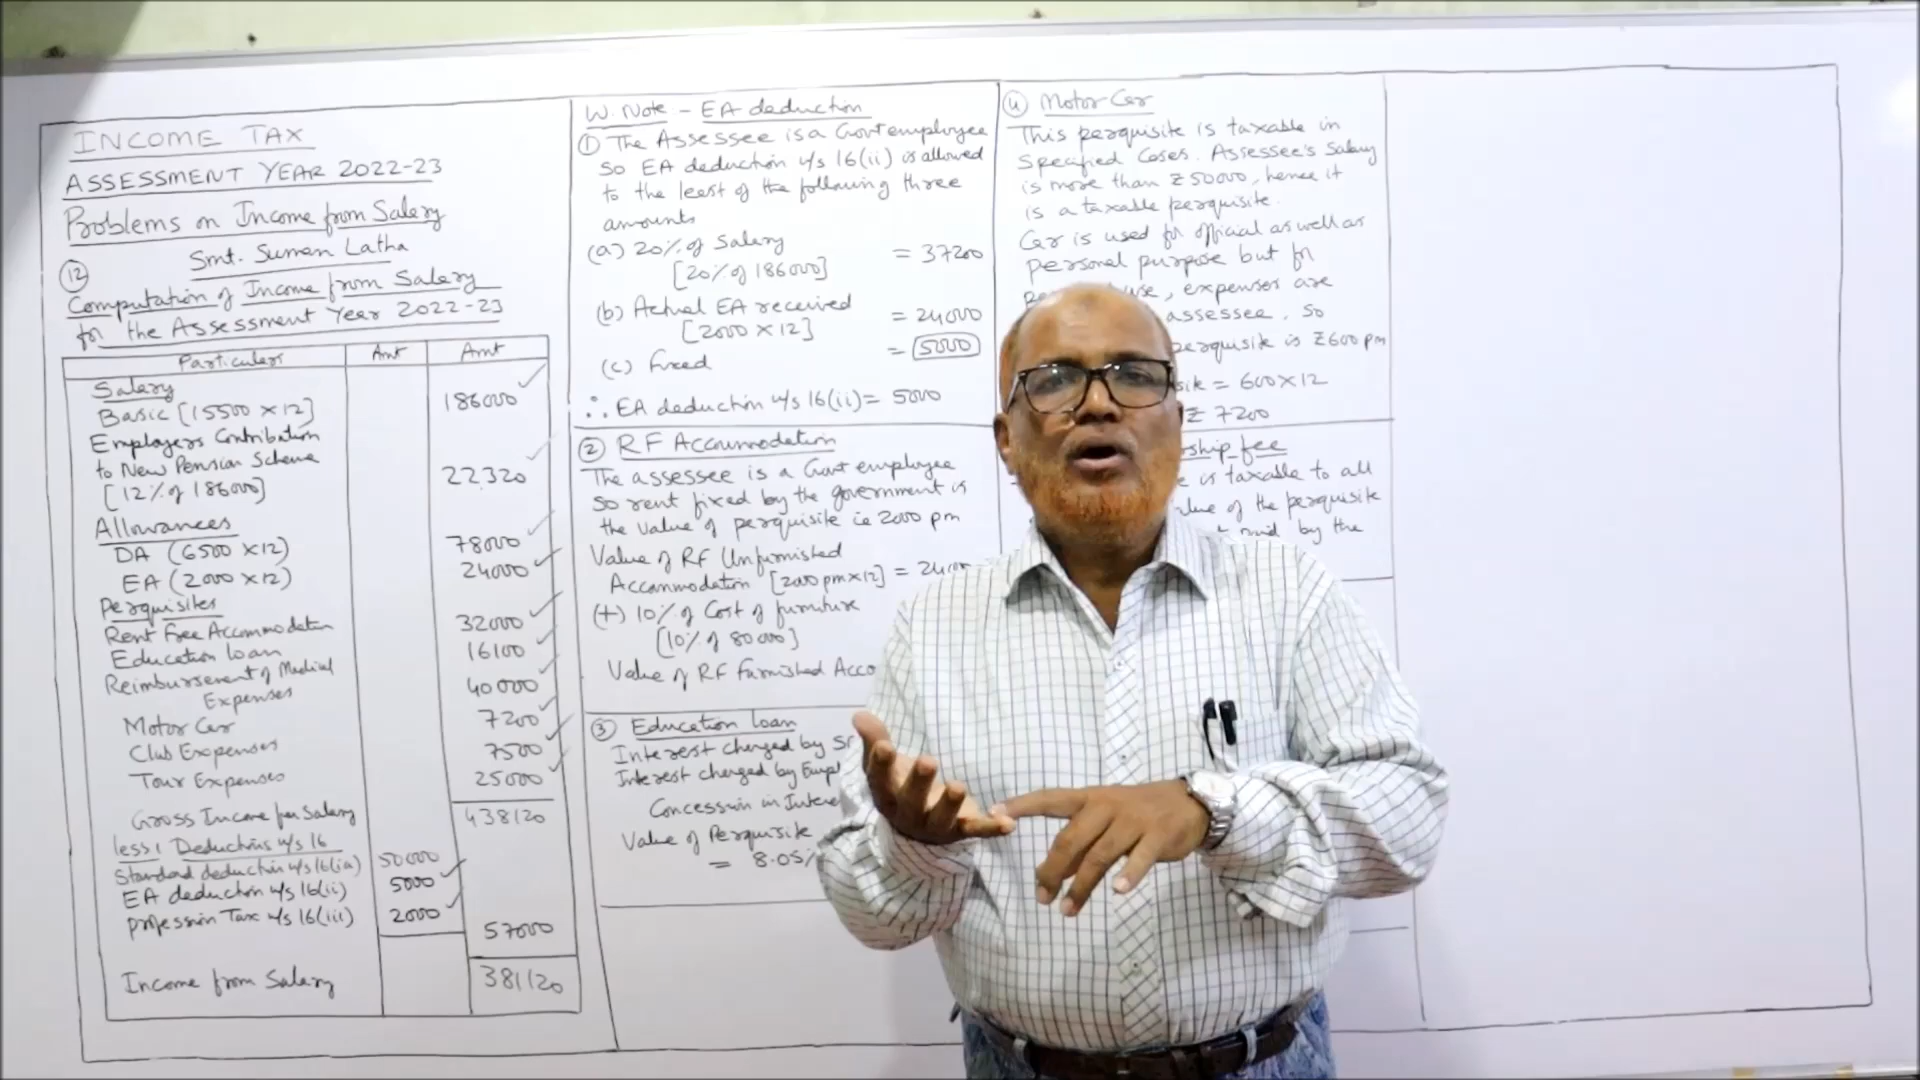 INCOME TAX
ASSESSMENT YEAR 2022-23
Problems on Income from Salary
(12) Smt. Suman Latha
Computation of Income from Salary
for the Assessment Year 2022-23
Particulars Amt Amt
Salary
Basic [15500 × 12] 186000 ✓
Employers Contribution
to New Pension Scheme
[12% of 186000] 22320 ✓
Allowances
DA (6500 × 12) 78000 ✓
EA (2000 × 12) 24000 ✓
Perquisites
Rent Free Accommodation 32000 ✓
Education loan 16100 ✓
Reimbursement of Medical
Expenses 40000 ✓
Motor Car 7200 ✓
Club Expenses 7500 ✓
Tour Expenses 25000 ✓
Gross Income from Salary 438120
less: Deductions u/s 16
Standard deduction u/s 16(ia) 50000 ✓
EA deduction u/s 16(ii) 5000 ✓
Profession Tax u/s 16(iii) 2000 ✓ 57000
Income from Salary 381120
W. Note - EA deduction
(1) The Assessee is a Govt employee
so EA deduction u/s 16(ii) is allowed
to the least of the following three
amounts
(a) 20% of Salary = 37200
[20% of 186000]
(b) Actual EA received = 24000
[2000 × 12]
(c) Fixed = 5000
∴ EA deduction u/s 16(ii) = 5000
(2) RF Accommodation
The assessee is a Govt employee
so rent fixed by the government is
the value of perquisite ie 2000 pm
Value of RF Unfurnished
Accommodation [2000 pm × 12] = 24000
(+) 10% of Cost of furniture
[10% of 80000]
Value of RF Furnished Acco
(3) Education loan
Interest charged by S
Interest charged by Empl
Concession in Intere
Value of Perquisite
= 8.05%
(4) Motor Car
This perquisite is taxable in
Specified Cases. Assessee's Salary
is more than ₹50000, hence it
is a taxable perquisite.
Car is used for official as well as
personal purpose but for
use, expenses are
assessee, so
perquisite is ₹600 pm
= 600 × 12
₹ 7200
ship fee
is taxable to all
of the perquisite
by the